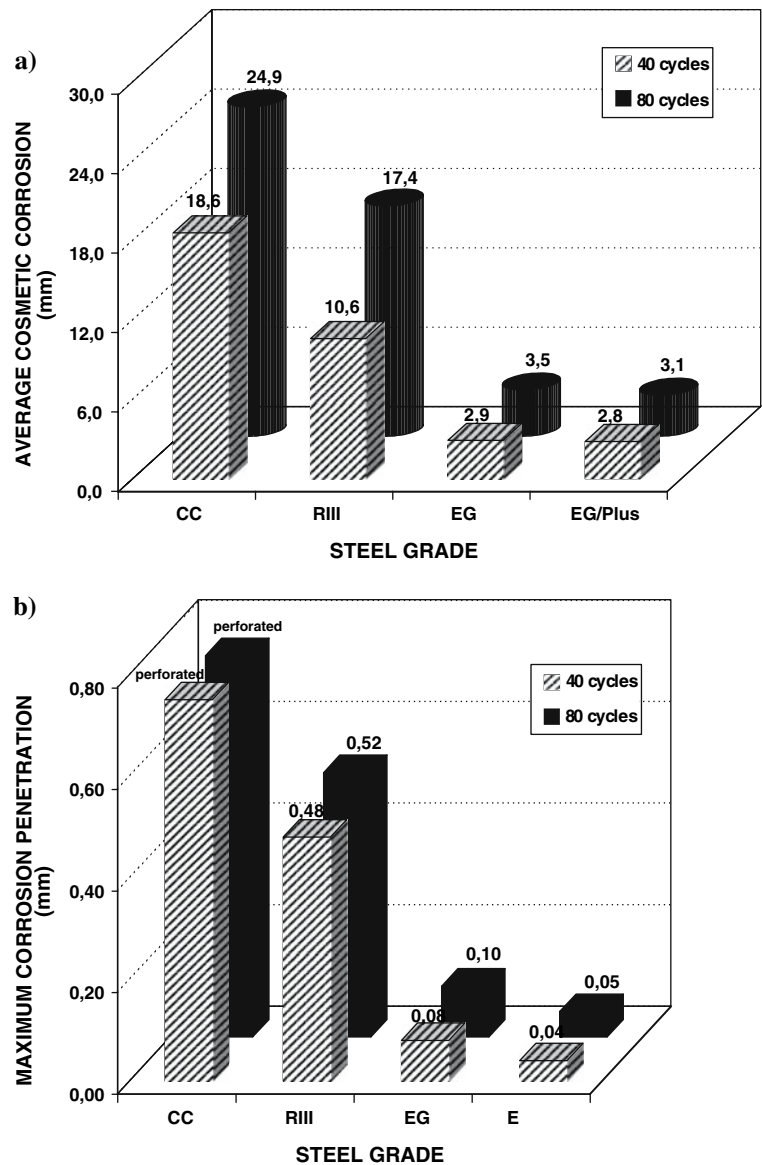 a)
AVERAGE COSMETIC CORROSION
(mm)
30,0
24,0
18,0
12,0
6,0
0,0
24,9
18,6
17,4
10,6
3,5
2,9
3,1
2,8
40 cycles
80 cycles
CC
RIII
EG
EG/Plus
STEEL GRADE
b)
MAXIMUM CORROSION PENETRATION
(mm)
0,80
0,60
0,40
0,20
0,00
perforated
perforated
0,52
0,48
0,10
0,08
0,05
0,04
40 cycles
80 cycles
CC
RIII
EG
E
STEEL GRADE